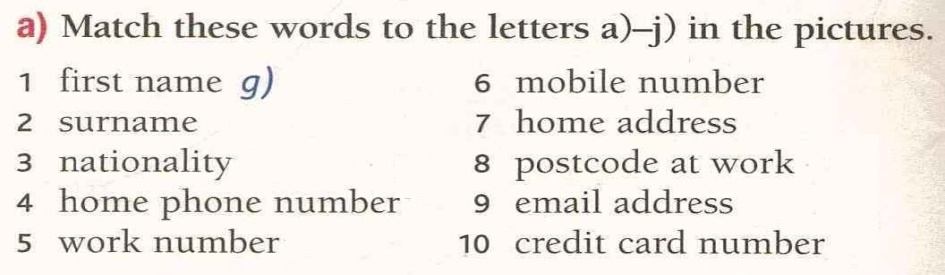 a) Match these words to the letters a)–j) in the pictures.
1 first name g)
2 surname
3 nationality
4 home phone number
5 work number
6 mobile number
7 home address
8 postcode at work
9 email address
10 credit card number